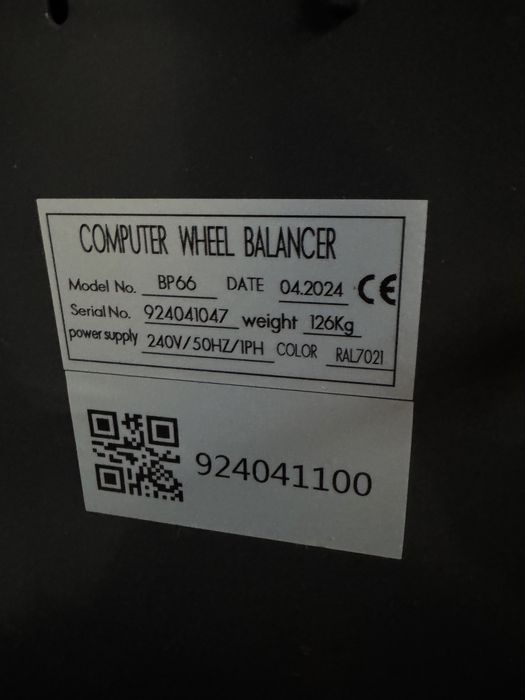 COMPUTER WHEEL BALANCER
Model No. BP66 DATE 04.2024 CE
Serial No. 924041047 weight 126Kg
power supply 240V/50HZ/1PH COLOR RAL7021
924041100